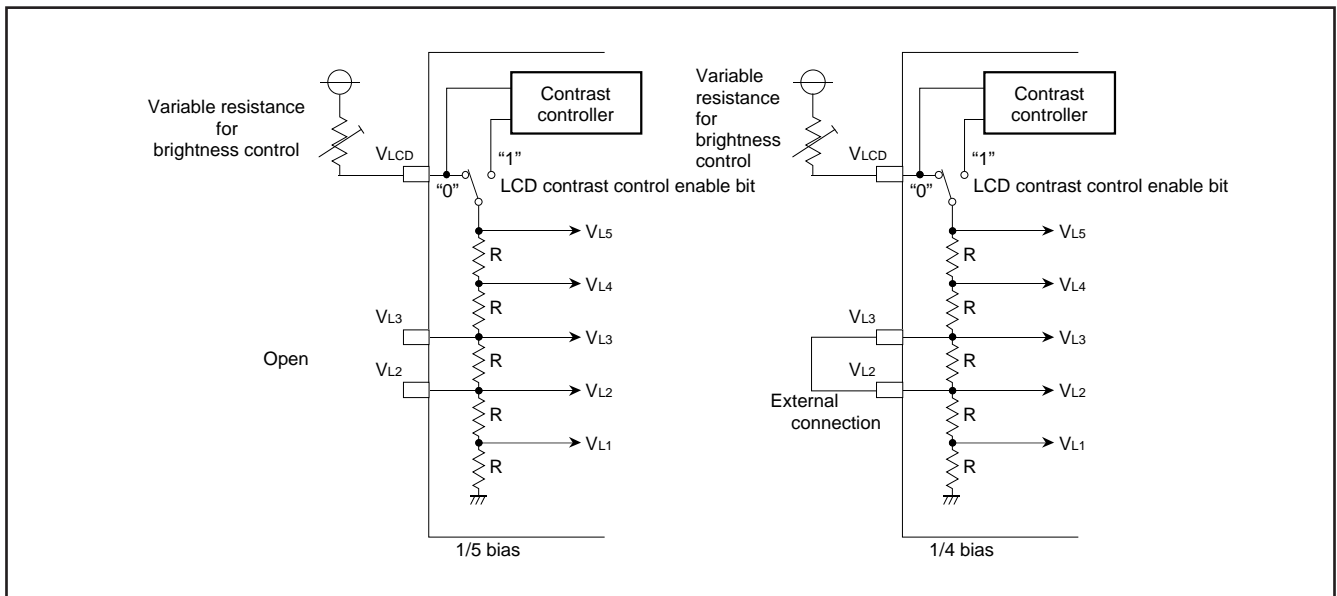 Variable resistance
for
brightness control
Contrast
controller
VLCD
“1”
“0”
LCD contrast control enable bit
VL5
R
VL4
R
VL3
VL3
R
Open
VL2
VL2
R
VL1
R
1/5 bias
Variable
resistance
for
brightness
control
Contrast
controller
VLCD
“1”
“0”
LCD contrast control enable bit
VL5
R
VL4
R
VL3
VL3
R
VL2
VL2
External
connection
R
VL1
R
1/4 bias